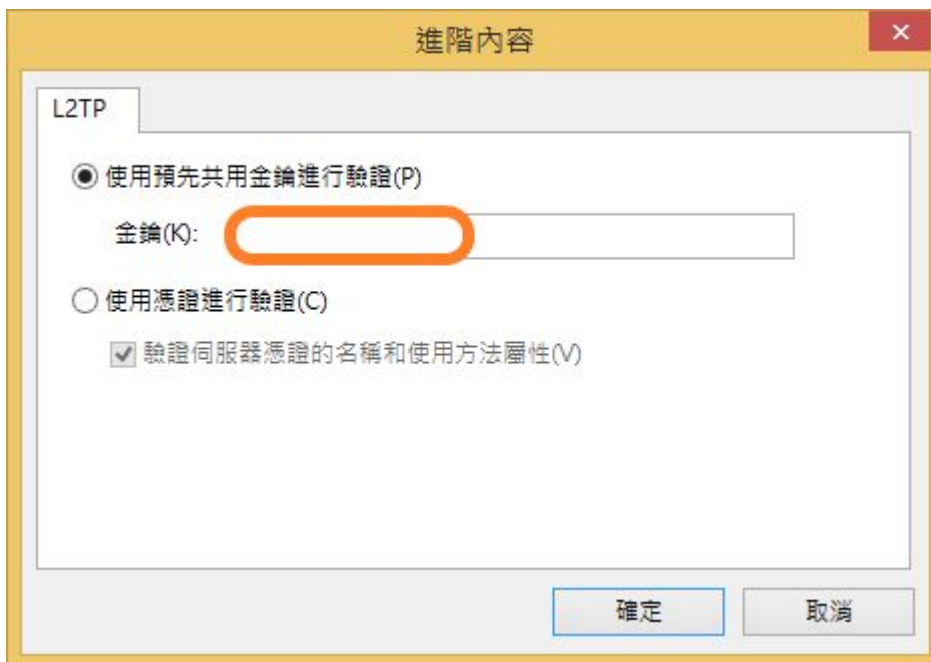 進階內容
L2TP
使用預先共用金鑰進行驗證(P)
金鑰(K):
使用憑證進行驗證(C)
驗證伺服器憑證的名稱和使用方法屬性(V)
確定
取消